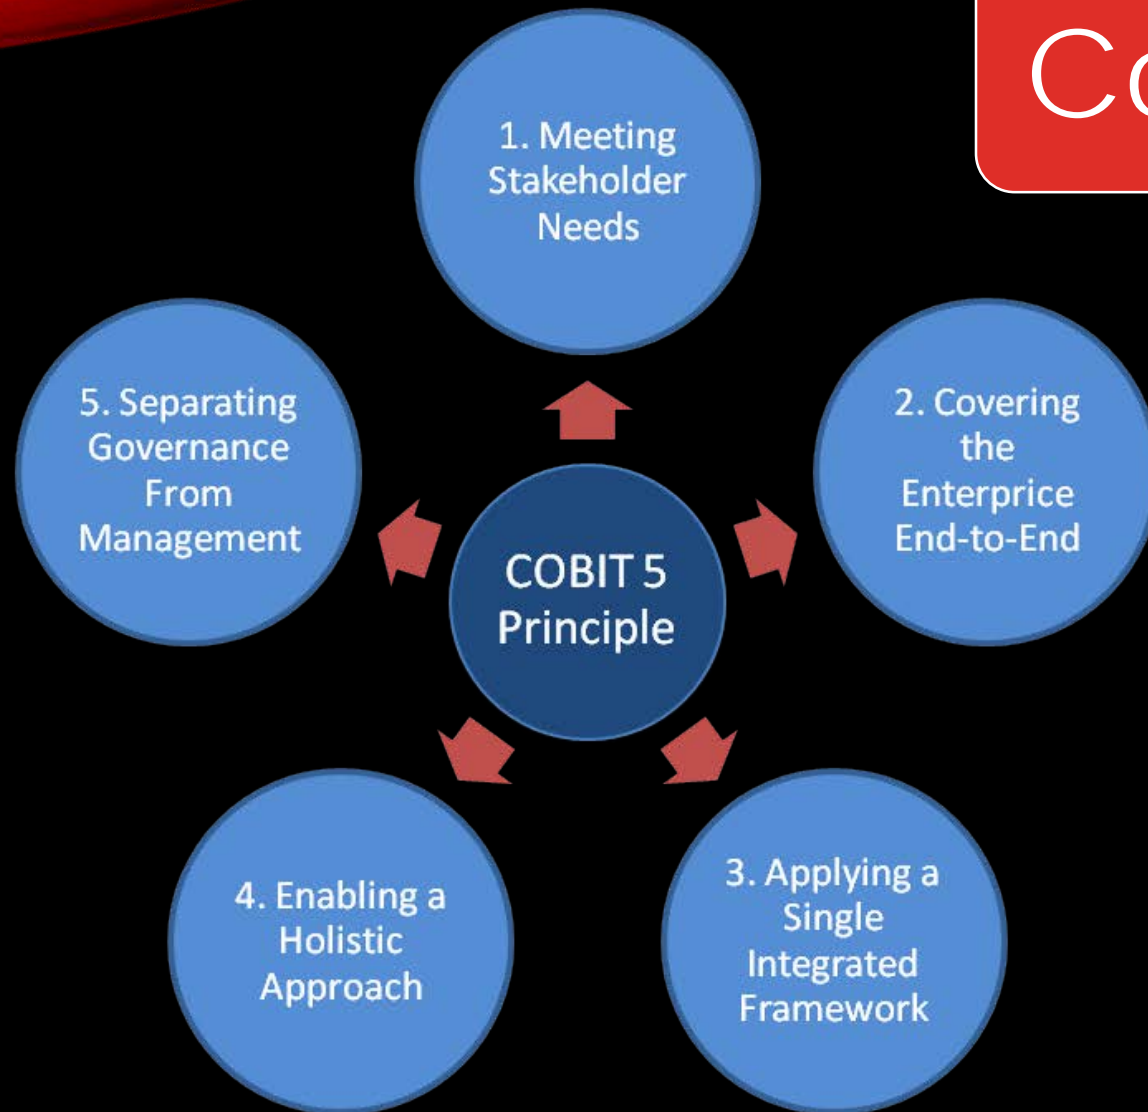 Co
1. Meeting
Stakeholder
Needs
5. Separating
Governance
From
Management
2. Covering
the
Enterprice
End-to-End
COBIT 5
Principle
4. Enabling a
Holistic
Approach
3. Applying a
Single
Integrated
Framework